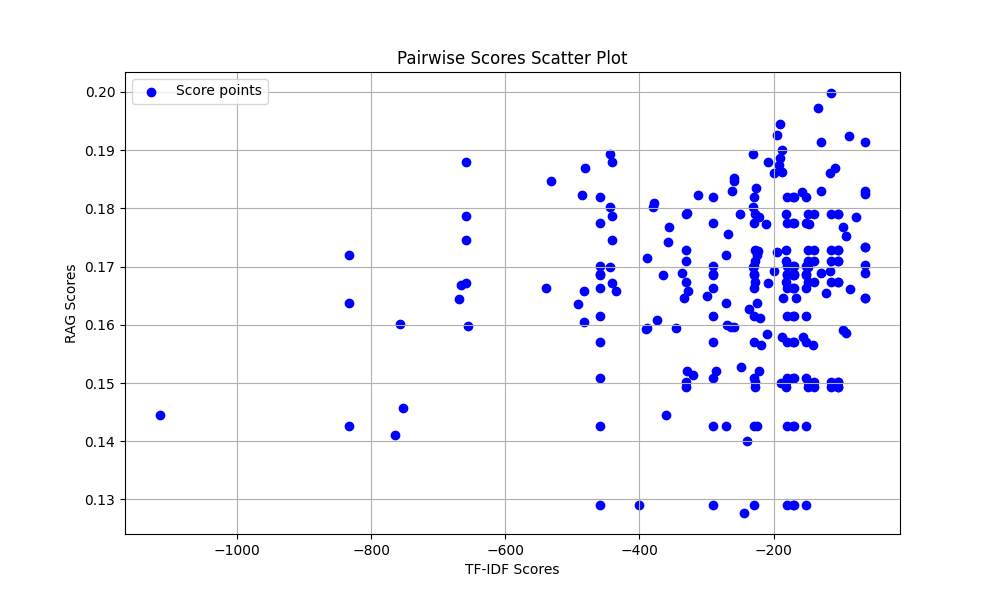 Pairwise Scores Scatter Plot
Score points
0.20
0.19
0.18
0.17
0.16
0.15
0.14
0.13
RAG Scores
−1000 −800 −600 −400 −200
TF-IDF Scores